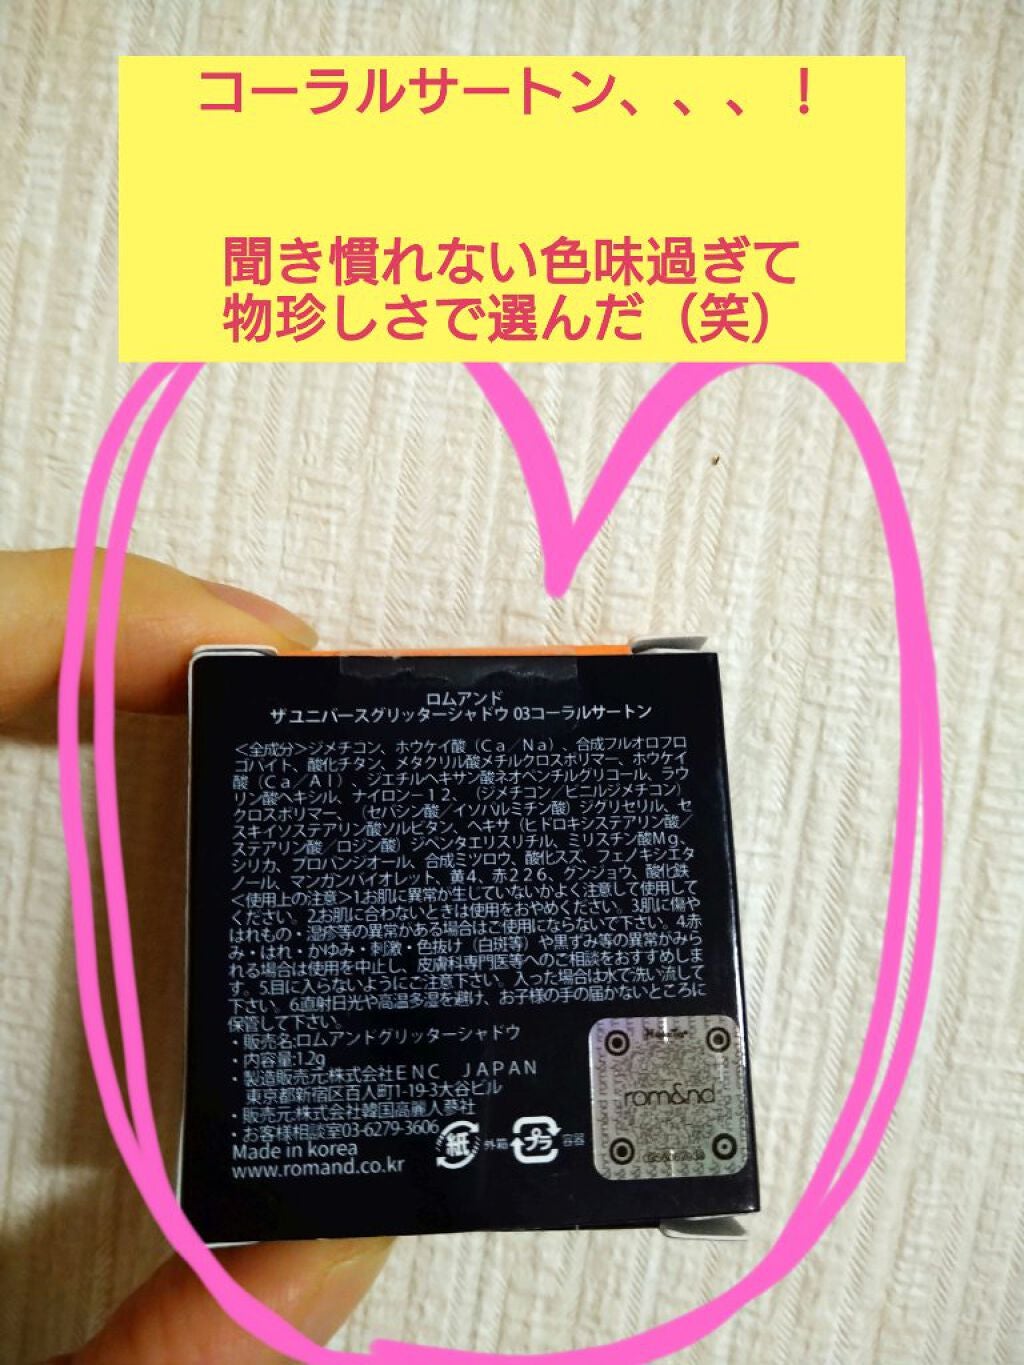 コーラルサートン、、、！
聞き慣れない色味過ぎて
物珍しさで選んだ（笑）
ロムアンド
ザ ユニバースグリッターシャドウ 03コーラルサートン
＜全成分＞ジメチコン、ホウケイ酸（Ｃａ／Ｎａ）、合成フルオロフロ
ゴパイト、酸化チタン、メタクリル酸メチルクロスポリマー、ホウケイ
酸（Ｃａ／Ａｌ）、ジエチルヘキサン酸ネオペンチルグリコール、ラウ
リン酸ヘキシル、ナイロン－１２、（ジメチコン／ビニルジメチコン）
クロスポリマー、（セバシン酸／イソパルミチン酸）ジグリセリル、セ
スキイソステアリン酸ソルビタン、ヘキサ（ヒドロキシステアリン酸／
ステアリン酸／ロジン酸）ジペンタエリスリチル、ミリスチン酸Ｍｇ、
シリカ、プロパンジオール、合成ミツロウ、酸化スズ、フェノキシエタ
ノール、マンガンバイオレット、黄４、赤２２６、グンジョウ、酸化鉄
＜使用上の注意＞1.お肌に異常が生じていないかよく注意して使用して
ください。2.お肌に合わないときは使用をおやめください。3.肌に傷や
はれもの・湿疹等の異常がある場合はご使用にならないで下さい。4.赤
み・はれ・かゆみ・刺激・色抜け（白斑等）や黒ずみ等の異常がみら
れる場合は使用を中止し、皮膚科専門医等へのご相談をおすすめしま
す。5.目に入らないようにご注意下さい。入った場合は水で洗い流して
下さい。6.直射日光や高温多湿を避け、お子様の手の届かないところに
保管して下さい。
・販売名:ロムアンドグリッターシャドウ
・内容量:1.2g
・製造販売元:株式会社ＥＮＣ　ＪＡＰＡＮ
東京都新宿区百人町1-19-3大谷ビル
・販売元:株式会社韓国高麗人蔘社
・お客様相談室03-6279-3606
Made in korea
www.romand.co.kr
紙 外箱 プラ 容器
rom&nd